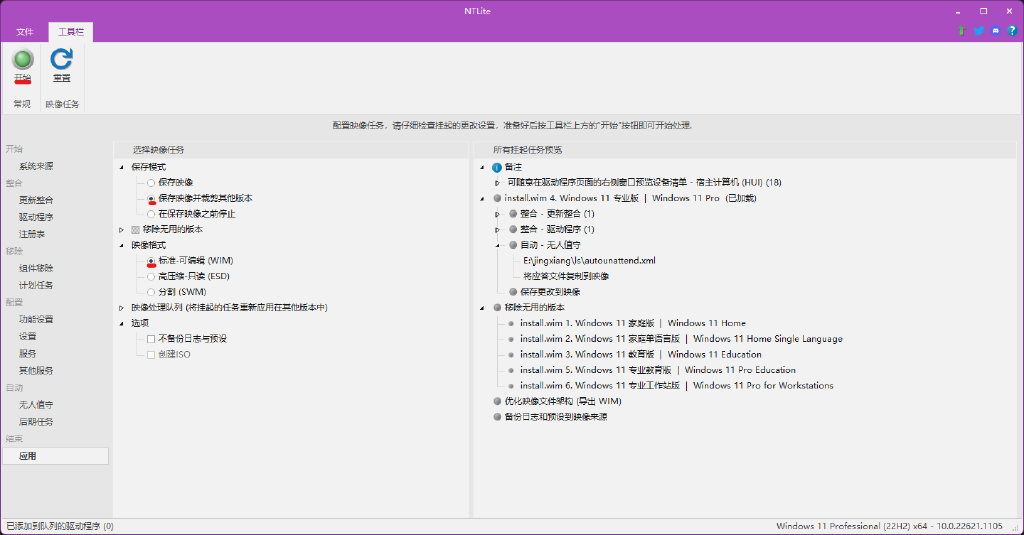 NTLite
文件
工具栏
开始
重置
常规
映像任务
配置映像任务，请仔细检查挂起的更改设置，准备好后按工具栏上方的“开始”按钮即可开始处理。
开始
系统来源
整合
更新整合
驱动程序
注册表
移除
组件移除
计划任务
配置
功能设置
设置
服务
其他服务
自动
无人值守
后期任务
结束
应用
选择映像任务
保存模式
保存映像
保存映像并裁剪其他版本
在保存映像之前停止
移除无用的版本
映像格式
标准-可编辑 (WIM)
高压缩-只读 (ESD)
分割 (SWM)
映像处理队列 (将挂起的任务重新应用在其他版本中)
选项
不备份日志与预设
创建ISO
所有挂起任务预览
备注
可随意在驱动程序页面的右侧窗口预览设备清单 - 宿主计算机 (HUI) (18)
install.wim 4. Windows 11 专业版 | Windows 11 Pro (已加载)
整合 - 更新整合 (1)
整合 - 驱动程序 (1)
自动 - 无人值守
E:\jingxiang\ls\autounattend.xml
将应答文件复制到映像
保存更改到映像
移除无用的版本
install.wim 1. Windows 11 家庭版 | Windows 11 Home
install.wim 2. Windows 11 家庭单语言版 | Windows 11 Home Single Language
install.wim 3. Windows 11 教育版 | Windows 11 Education
install.wim 5. Windows 11 专业教育版 | Windows 11 Pro Education
install.wim 6. Windows 11 专业工作站版 | Windows 11 Pro for Workstations
优化映像文件架构 (导出 WIM)
备份日志和预设到映像来源
已添加到队列的驱动程序 (0)
Windows 11 Professional (22H2) x64 - 10.0.22621.1105